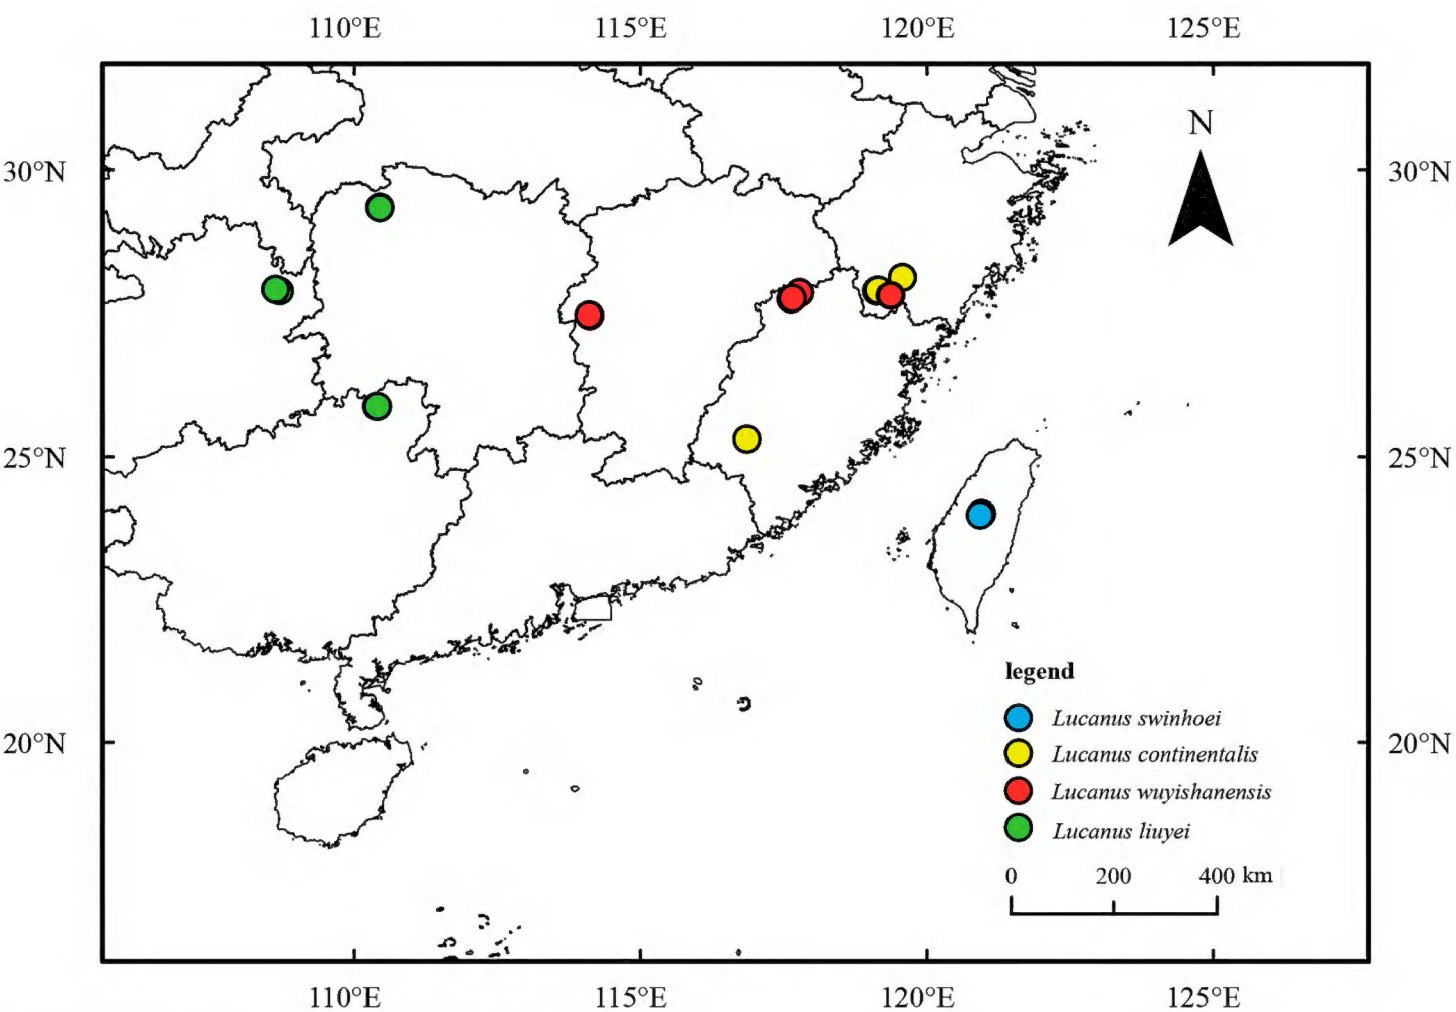 110°E 115°E 120°E 125°E
N
30°N 30°N
25°N 25°N
legend
Lucanus swinhoei
20°N 20°N
Lucanus continentalis
Lucanus wuyishanensis
Lucanus liuyei
0 200 400 km
110°E 115°E 120°E 125°E